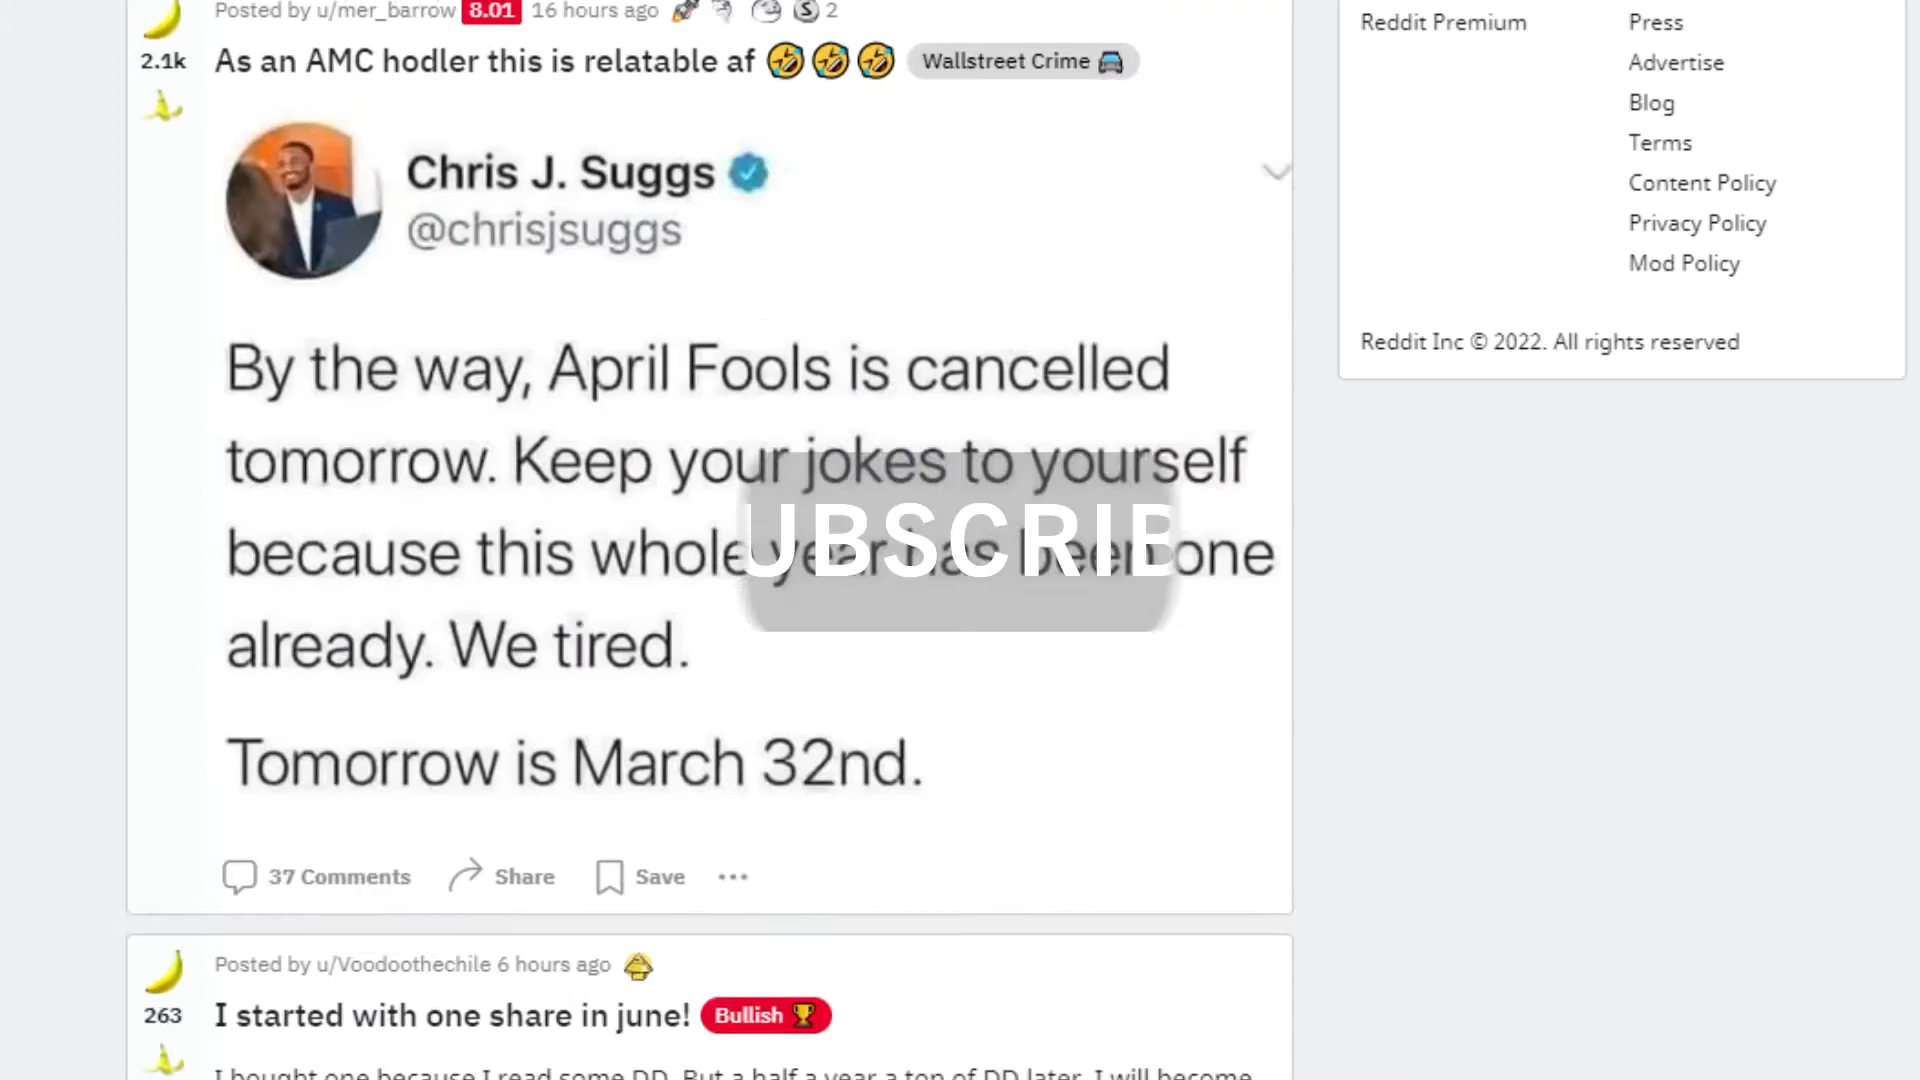 Posted by u/mer_barrow 8.01 16 hours ago 2
2.1k
As an AMC hodler this is relatable af 🤣🤣🤣 Wallstreet Crime 🚔
Chris J. Suggs
@chrisjsuggs
By the way, April Fools is cancelled
tomorrow. Keep your jokes to yourself
because this whole year has been one
already. We tired.
Tomorrow is March 32nd.
UBSCRIB
37 Comments Share Save ...
Posted by u/Voodoothechile 6 hours ago
263
I started with one share in june! Bullish 🏆
I bought one because I read some DD. But a half a year a ton of DD later, I will become
Reddit Premium
Press
Advertise
Blog
Terms
Content Policy
Privacy Policy
Mod Policy
Reddit Inc © 2022. All rights reserved